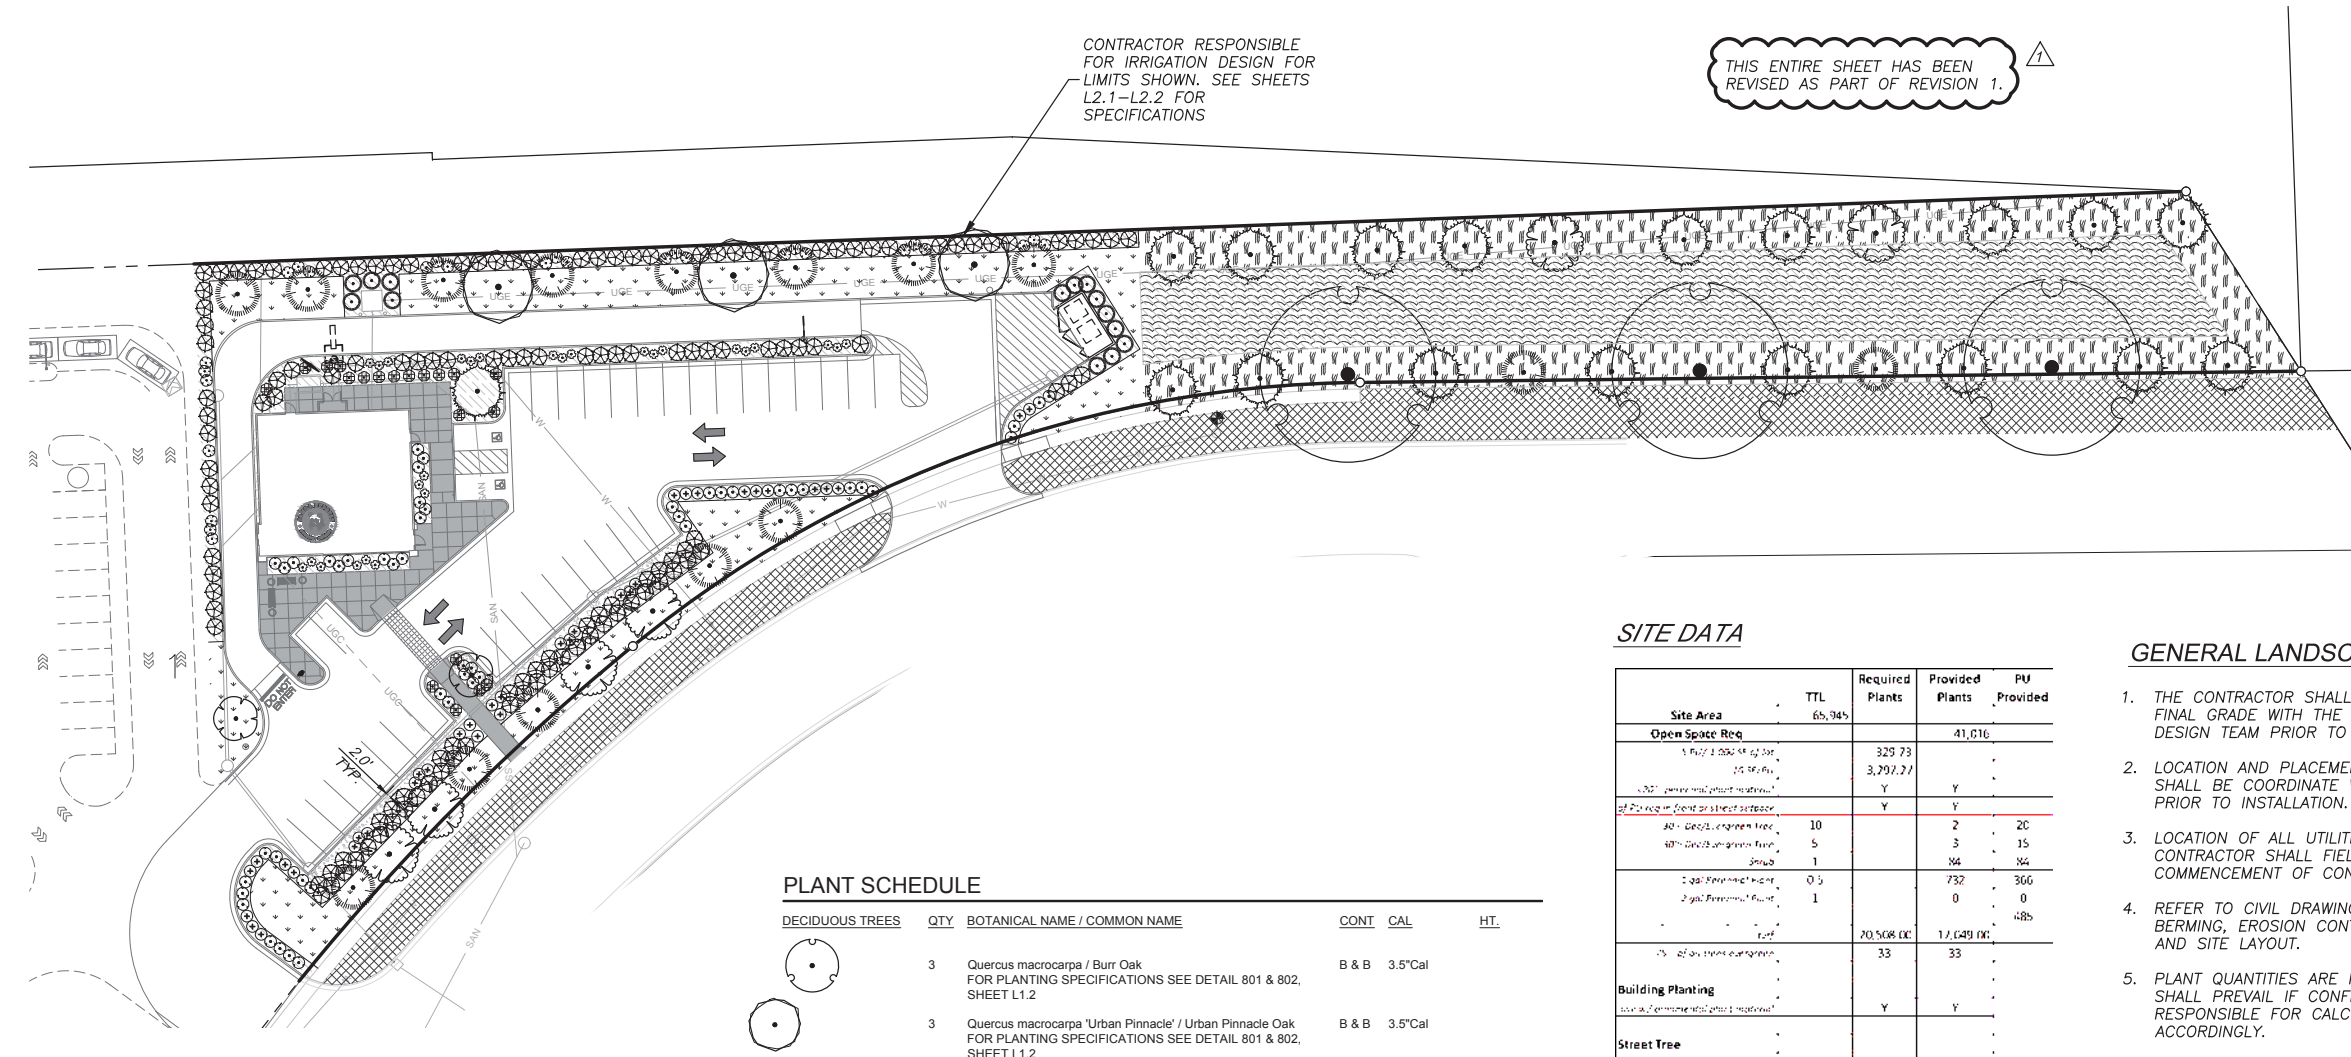 CONTRACTOR RESPONSIBLE
FOR IRRIGATION DESIGN FOR
LIMITS SHOWN. SEE SHEETS
L2.1-L2.2 FOR
SPECIFICATIONS
THIS ENTIRE SHEET HAS BEEN
REVISED AS PART OF REVISION 1.
1
UGE
UGE
UGE
UGE
UGE
UGE
UGE
UGE
W
W
W
SAN
SAN
SAN
UGC
UGC
DO NOT
ENTER
2.0'
TYP.
PLANT SCHEDULE
DECIDUOUS TREES QTY BOTANICAL NAME / COMMON NAME CONT CAL HT.
3 Quercus macrocarpa / Burr Oak B & B 3.5"Cal
FOR PLANTING SPECIFICATIONS SEE DETAIL 801 & 802,
SHEET L1.2
3 Quercus macrocarpa 'Urban Pinnacle' / Urban Pinnacle Oak B & B 3.5"Cal
FOR PLANTING SPECIFICATIONS SEE DETAIL 801 & 802,
SHEET L1.2
SITE DATA
TTL Required Plants Provided Plants PU Provided
Site Area 65,945
Open Space Req 41,016
329.73
3,297.27
Y Y
Y Y
10 2 20
5 3 15
1 84 84
0.5 732 366
1 0 0
485
20,508.00 17,049.00
33 33
Building Planting
Y Y
Street Tree
GENERAL LANDSC
1. THE CONTRACTOR SHALL
FINAL GRADE WITH THE
DESIGN TEAM PRIOR TO
2. LOCATION AND PLACEME
SHALL BE COORDINATE
PRIOR TO INSTALLATION.
3. LOCATION OF ALL UTILIT
CONTRACTOR SHALL FIEL
COMMENCEMENT OF CON
4. REFER TO CIVIL DRAWING
BERMING, EROSION CONT
AND SITE LAYOUT.
5. PLANT QUANTITIES ARE
SHALL PREVAIL IF CONF
RESPONSIBLE FOR CALC
ACCORDINGLY.